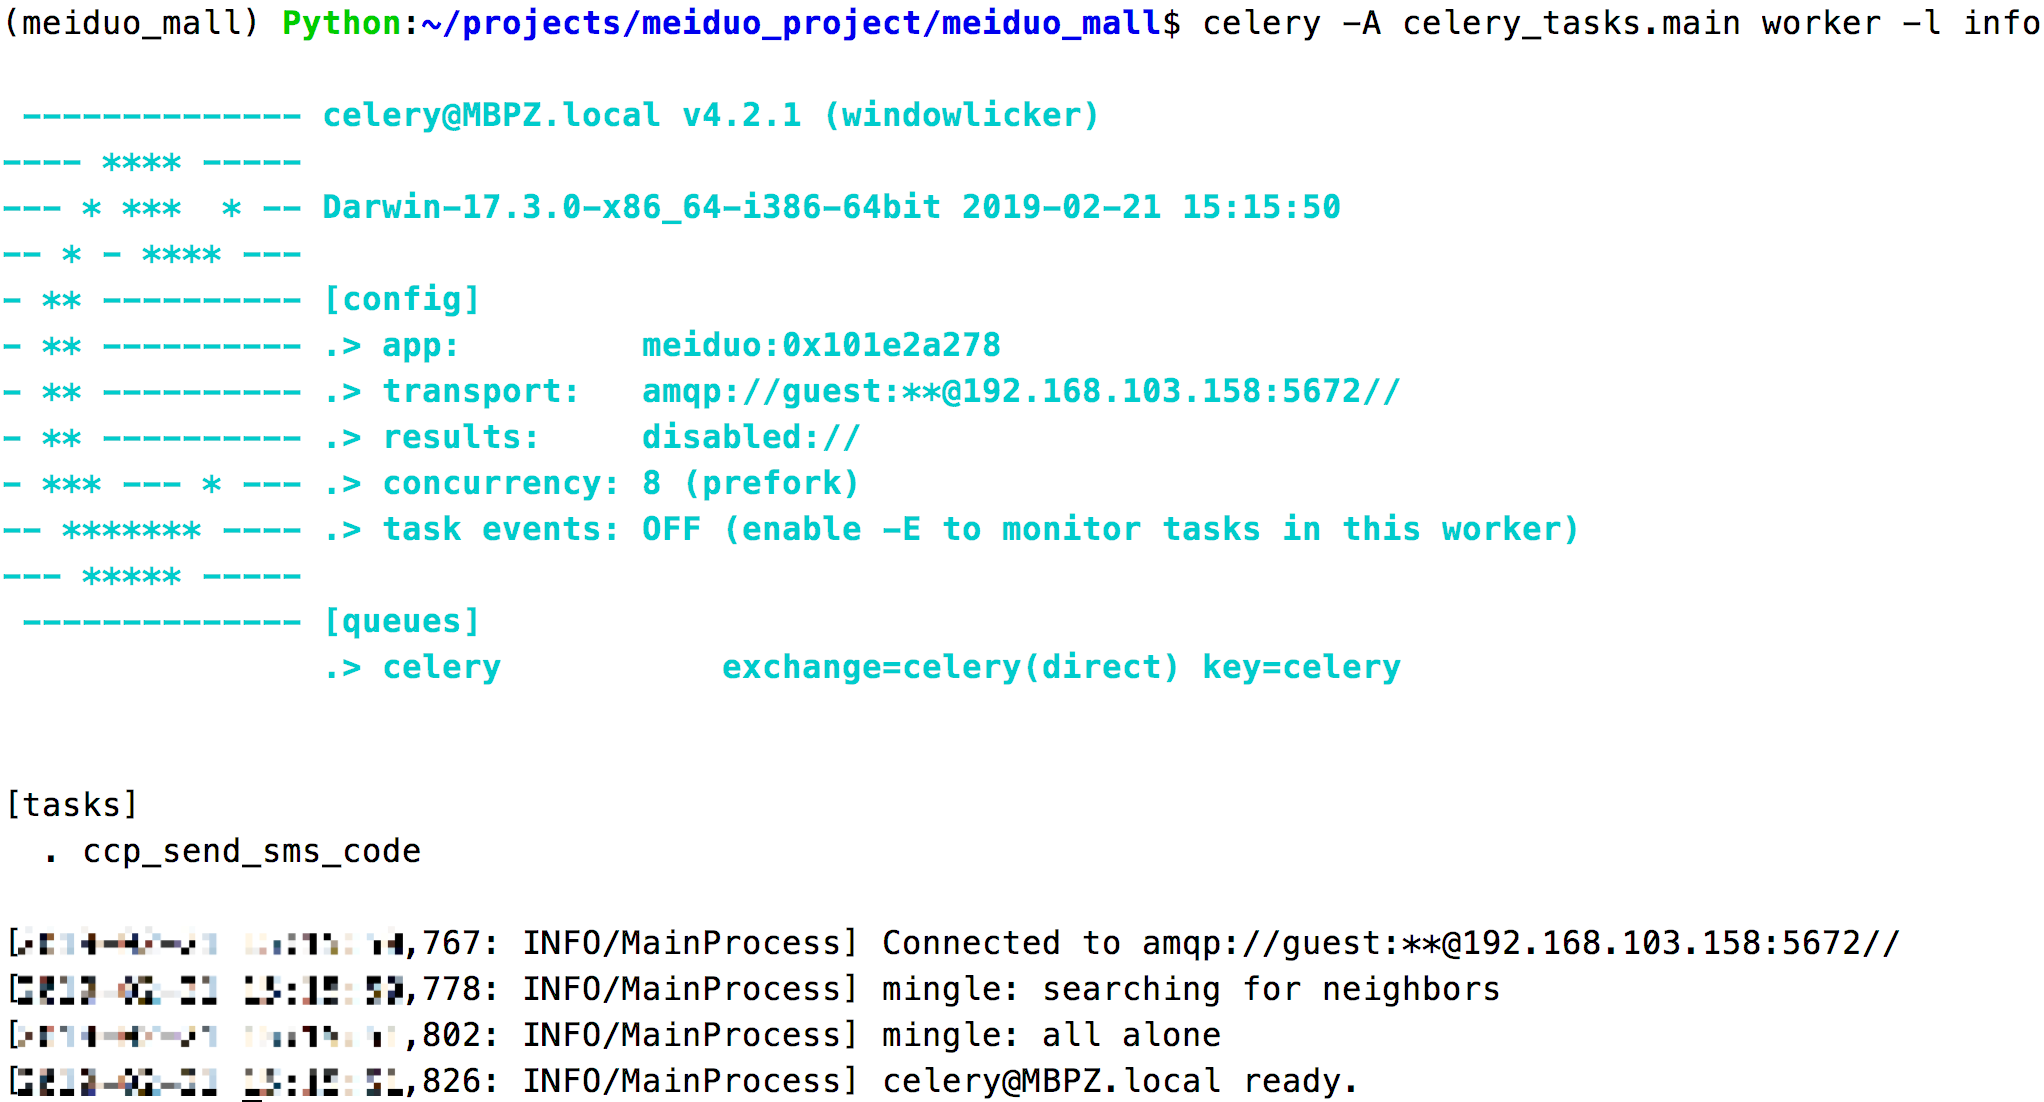 (meiduo_mall) Python:~/projects/meiduo_project/meiduo_mall$ celery -A celery_tasks.main worker -l info
 -------------- celery@MBPZ.local v4.2.1 (windowlicker)
---- **** -----
--- * ***  * -- Darwin-17.3.0-x86_64-i386-64bit 2019-02-21 15:15:50
-- * - **** ---
- ** ---------- [config]
- ** ---------- .> app:         meiduo:0x101e2a278
- ** ---------- .> transport:   amqp://guest:**@192.168.103.158:5672//
- ** ---------- .> results:     disabled://
- *** --- * --- .> concurrency: 8 (prefork)
-- ******* ---- .> task events: OFF (enable -E to monitor tasks in this worker)
--- ***** -----
 -------------- [queues]
                .> celery           exchange=celery(direct) key=celery
[tasks]
  . ccp_send_sms_code
[,767: INFO/MainProcess] Connected to amqp://guest:**@192.168.103.158:5672//
[,778: INFO/MainProcess] mingle: searching for neighbors
[,802: INFO/MainProcess] mingle: all alone
[,826: INFO/MainProcess] celery@MBPZ.local ready.